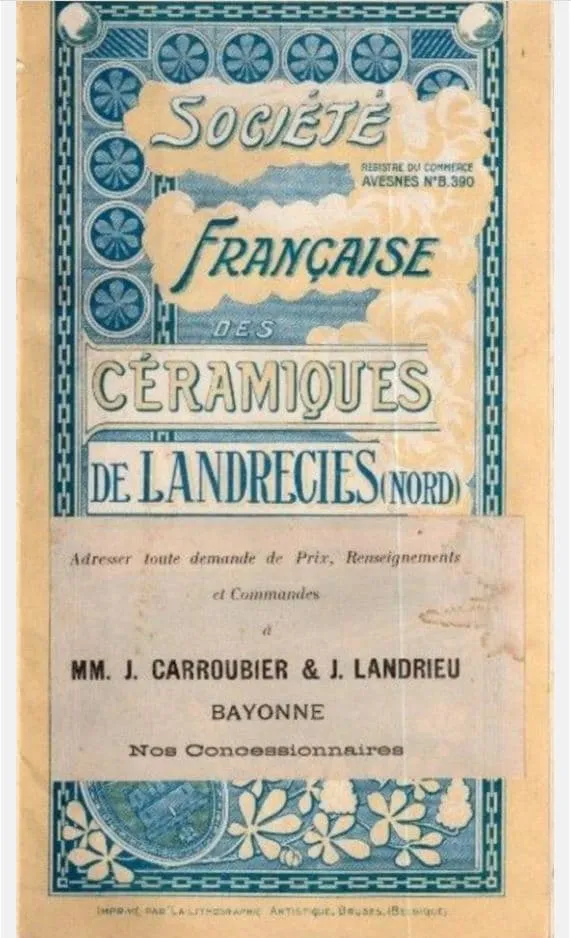 SOCIÉTÉ
REGISTRE DU COMMERCE
AVESNES N°B.390
FRANÇAISE
DES
CÉRAMIQUES
DE LANDRECIES (NORD)
Adresser toute demande de Prix, Renseignements
et Commandes
à
MM. J. CARROUBIER & J. LANDRIEU
BAYONNE
Nos Concessionnaires
IMPRIMÉ PAR "LA LITHOGRAPHIE ARTISTIQUE, BRUGES. (BELGIQUE).